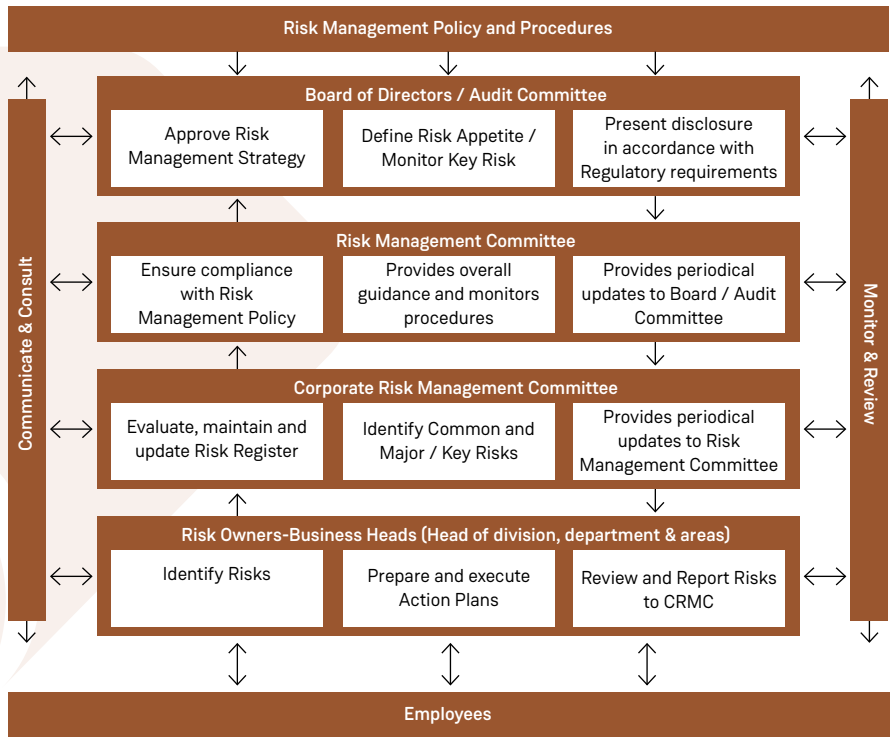 Risk Management Policy and Procedures
Board of Directors / Audit Committee
Approve Risk
Management Strategy
Define Risk Appetite /
Monitor Key Risk
Present disclosure
in accordance with
Regulatory requirements
Risk Management Committee
Ensure compliance
with Risk
Management Policy
Provides overall
guidance and monitors
procedures
Provides periodical
updates to Board / Audit
Committee
Corporate Risk Management Committee
Evaluate, maintain and
update Risk Register
Identify Common and
Major / Key Risks
Provides periodical
updates to Risk
Management Committee
Risk Owners-Business Heads (Head of division, department & areas)
Identify Risks
Prepare and execute
Action Plans
Review and Report Risks
to CRMC
Communicate & Consult
Monitor & Review
Employees